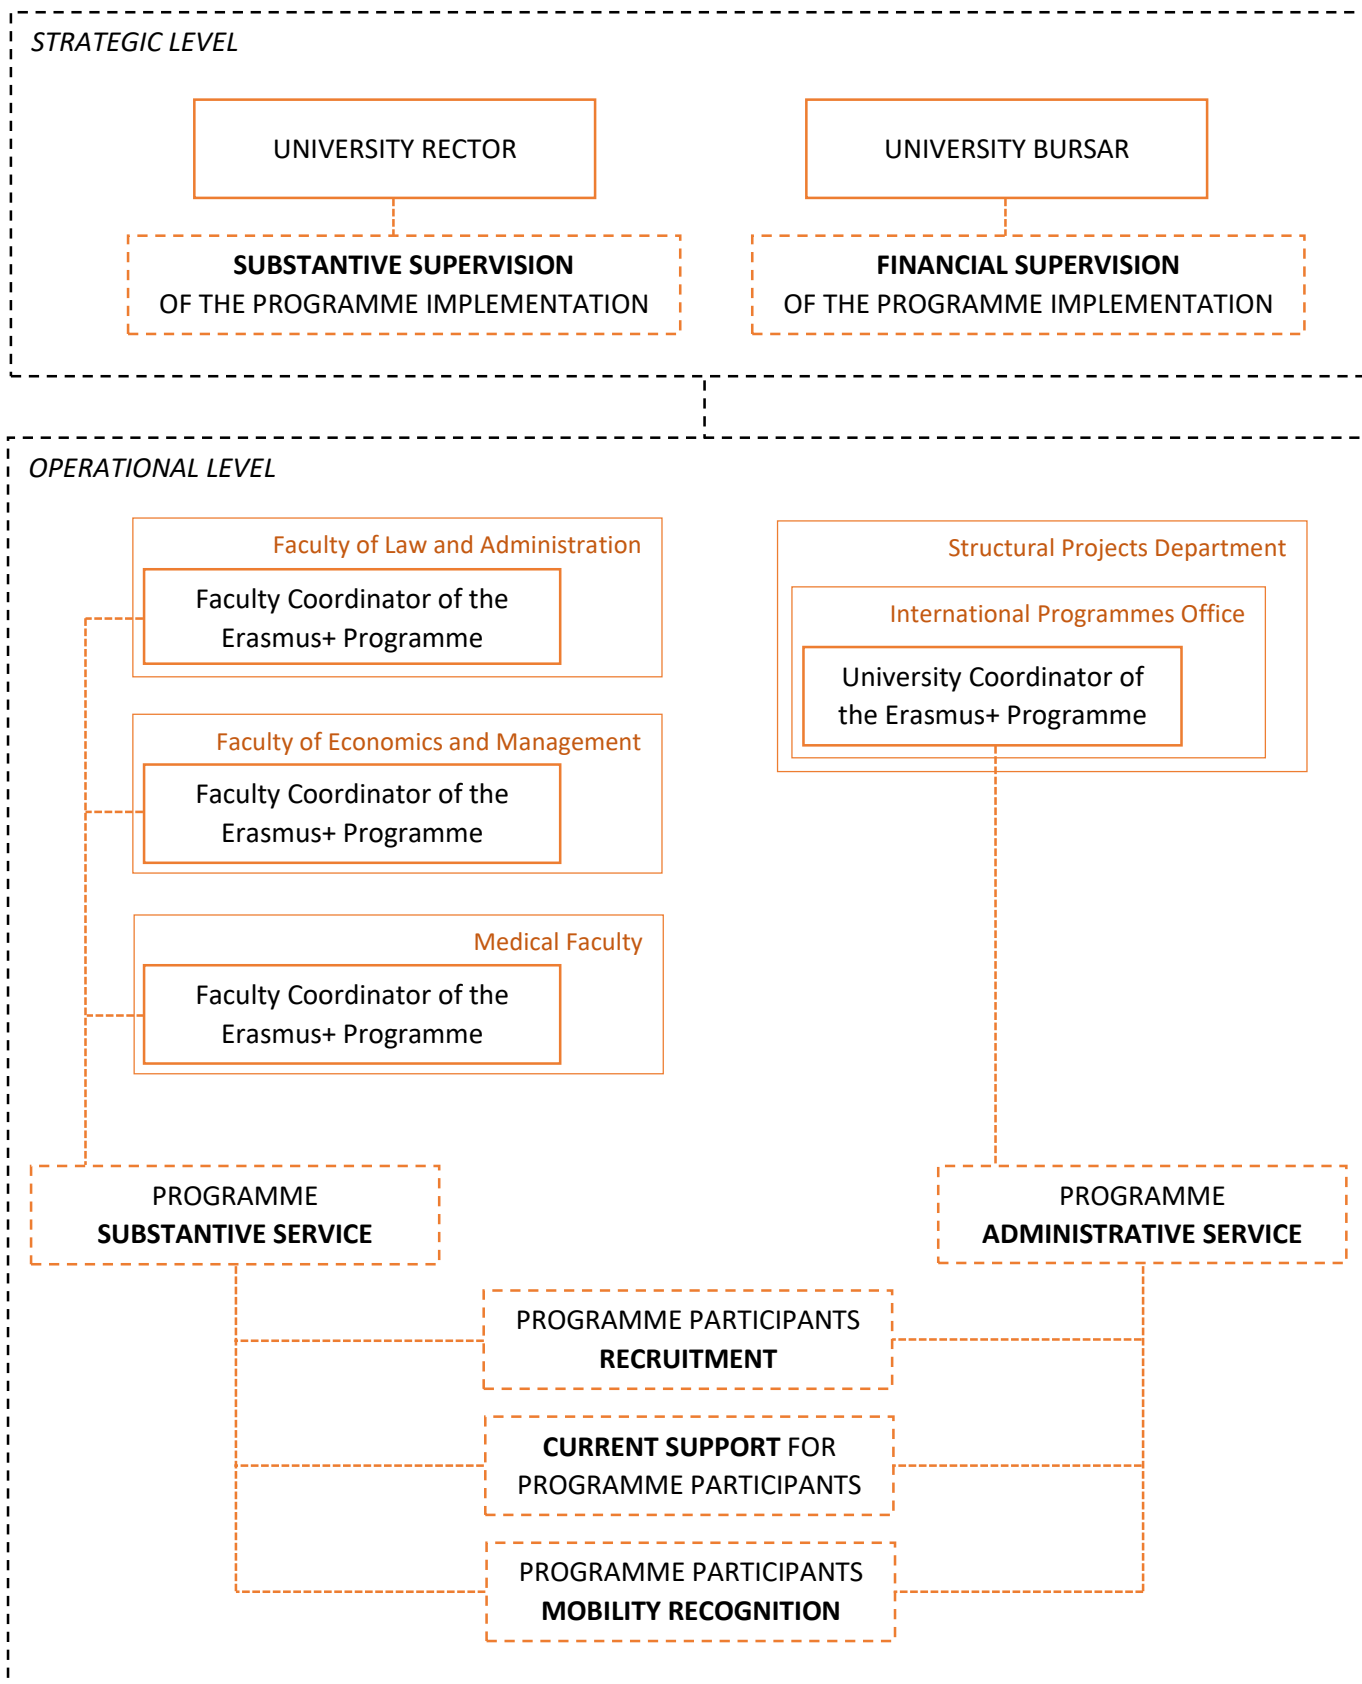 STRATEGIC LEVEL
UNIVERSITY RECTOR
UNIVERSITY BURSAR
SUBSTANTIVE SUPERVISION
OF THE PROGRAMME IMPLEMENTATION
FINANCIAL SUPERVISION
OF THE PROGRAMME IMPLEMENTATION
OPERATIONAL LEVEL
Faculty of Law and Administration
Faculty Coordinator of the
Erasmus+ Programme
Faculty of Economics and Management
Faculty Coordinator of the
Erasmus+ Programme
Medical Faculty
Faculty Coordinator of the
Erasmus+ Programme
Structural Projects Department
International Programmes Office
University Coordinator of
the Erasmus+ Programme
PROGRAMME
SUBSTANTIVE SERVICE
PROGRAMME
ADMINISTRATIVE SERVICE
PROGRAMME PARTICIPANTS
RECRUITMENT
CURRENT SUPPORT FOR
PROGRAMME PARTICIPANTS
PROGRAMME PARTICIPANTS
MOBILITY RECOGNITION